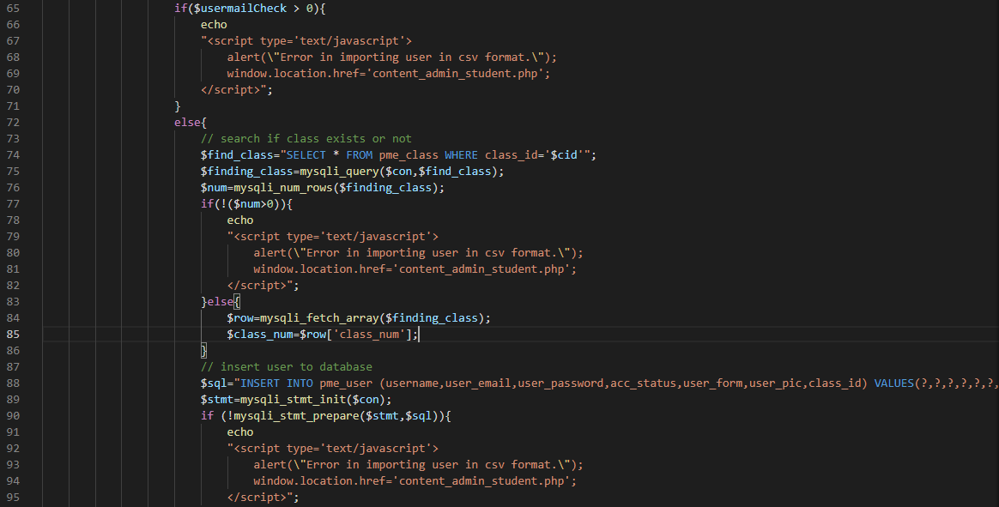 65 if($usermailCheck > 0){
66 echo
67 "<script type='text/javascript'>
68 alert(\"Error in importing user in csv format.\");
69 window.location.href='content_admin_student.php';
70 </script>";
71 }
72 else{
73 // search if class exists or not
74 $find_class="SELECT * FROM pme_class WHERE class_id='$cid'";
75 $finding_class=mysqli_query($con,$find_class);
76 $num=mysqli_num_rows($finding_class);
77 if(!($num>0)){
78 echo
79 "<script type='text/javascript'>
80 alert(\"Error in importing user in csv format.\");
81 window.location.href='content_admin_student.php';
82 </script>";
83 }else{
84 $row=mysqli_fetch_array($finding_class);
85 $class_num=$row['class_num'];
86 }
87 // insert user to database
88 $sql="INSERT INTO pme_user (username,user_email,user_password,acc_status,user_form,user_pic,class_id) VALUES(?,?,?,?,?,?,
89 $stmt=mysqli_stmt_init($con);
90 if (!mysqli_stmt_prepare($stmt,$sql)){
91 echo
92 "<script type='text/javascript'>
93 alert(\"Error in importing user in csv format.\");
94 window.location.href='content_admin_student.php';
95 </script>";